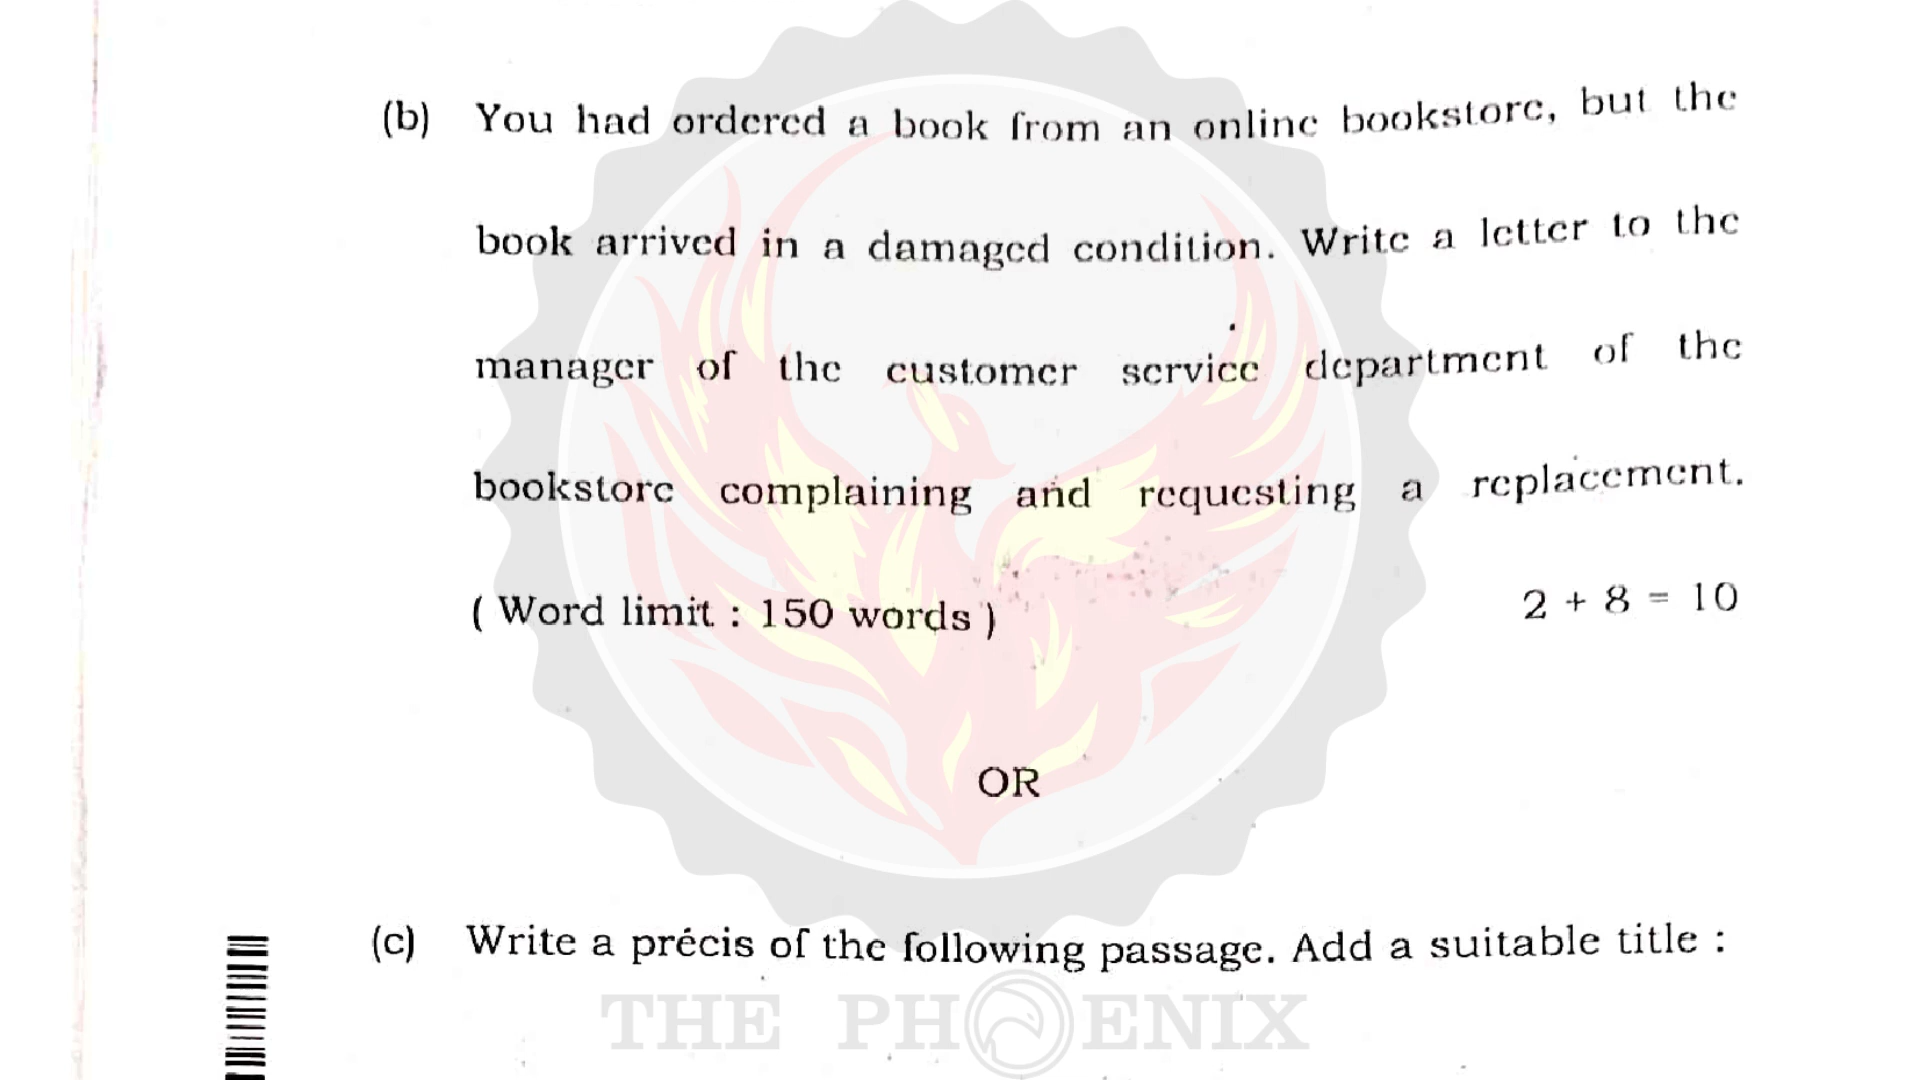 (b) You had ordered a book from an online bookstore, but the
book arrived in a damaged condition. Write a letter to the
manager of the customer service department of the
bookstore complaining and requesting a replacement.
( Word limit : 150 words ) 2 + 8 = 10
OR
(c) Write a précis of the following passage. Add a suitable title :
THE PHOENIX